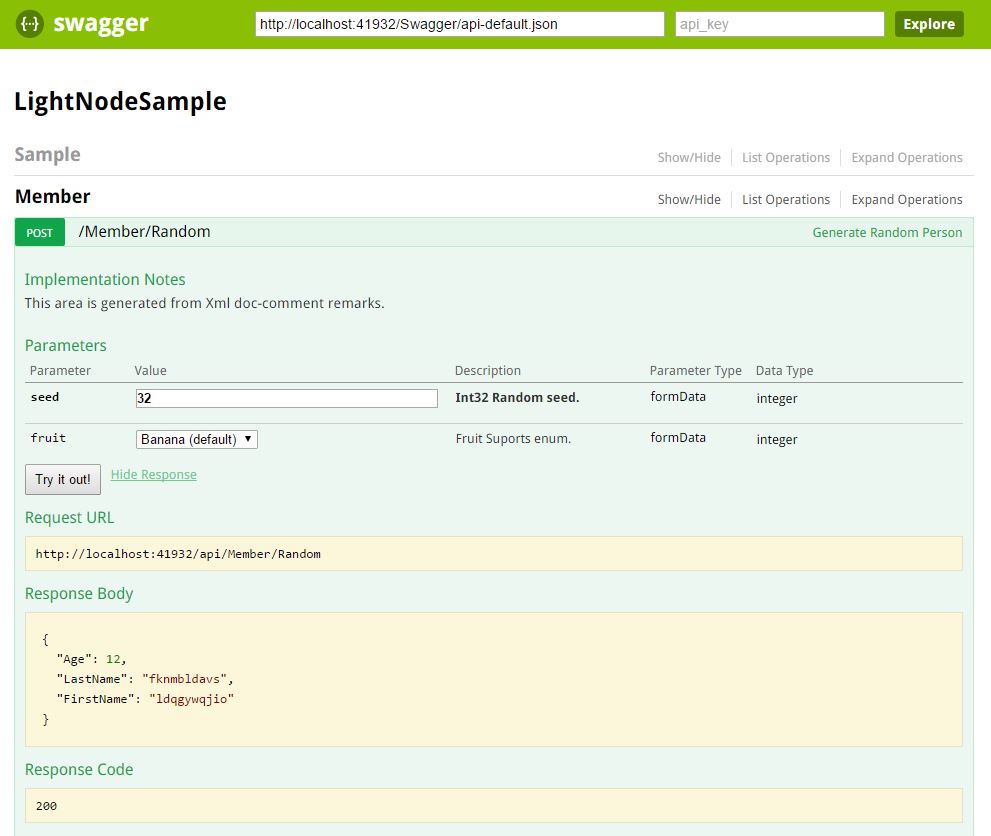 {···} swagger http://localhost:41932/Swagger/api-default.json api_key Explore
LightNodeSample
Sample Show/Hide List Operations Expand Operations
Member Show/Hide List Operations Expand Operations
POST /Member/Random Generate Random Person
Implementation Notes
This area is generated from Xml doc-comment remarks.
Parameters
Parameter Value Description Parameter Type Data Type
seed 32 Int32 Random seed. formData integer
fruit Banana (default) Fruit Suports enum. formData integer
Try it out! Hide Response
Request URL
http://localhost:41932/api/Member/Random
Response Body
{
"Age": 12,
"LastName": "fknmbldavs",
"FirstName": "ldqgywqjio"
}
Response Code
200